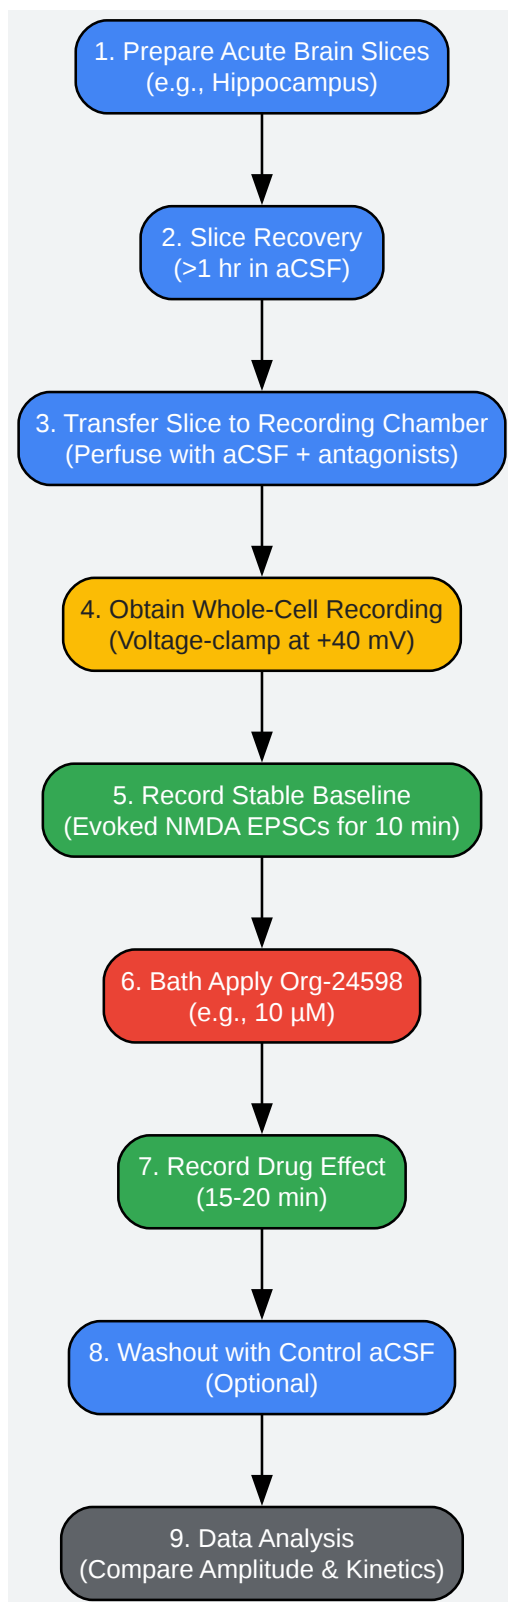 1. Prepare Acute Brain Slices
(e.g., Hippocampus)
2. Slice Recovery
(>1 hr in aCSF)
3. Transfer Slice to Recording Chamber
(Perfuse with aCSF + antagonists)
4. Obtain Whole-Cell Recording
(Voltage-clamp at +40 mV)
5. Record Stable Baseline
(Evoked NMDA EPSCs for 10 min)
6. Bath Apply Org-24598
(e.g., 10 µM)
7. Record Drug Effect
(15-20 min)
8. Washout with Control aCSF
(Optional)
9. Data Analysis
(Compare Amplitude & Kinetics)